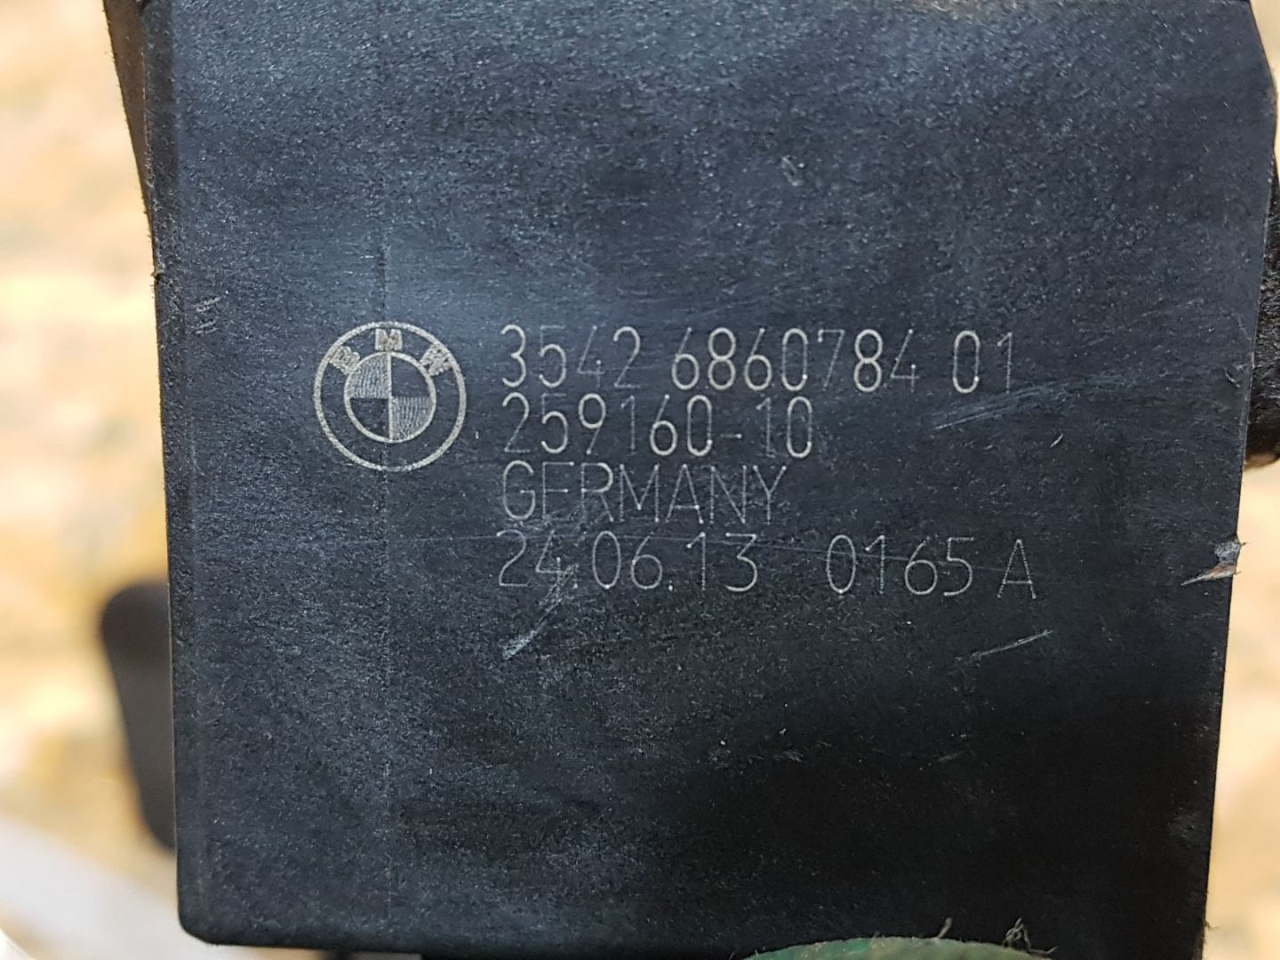 BMW
3542 6860784 01
259160-10
GERMANY
24.06.13 0165 A